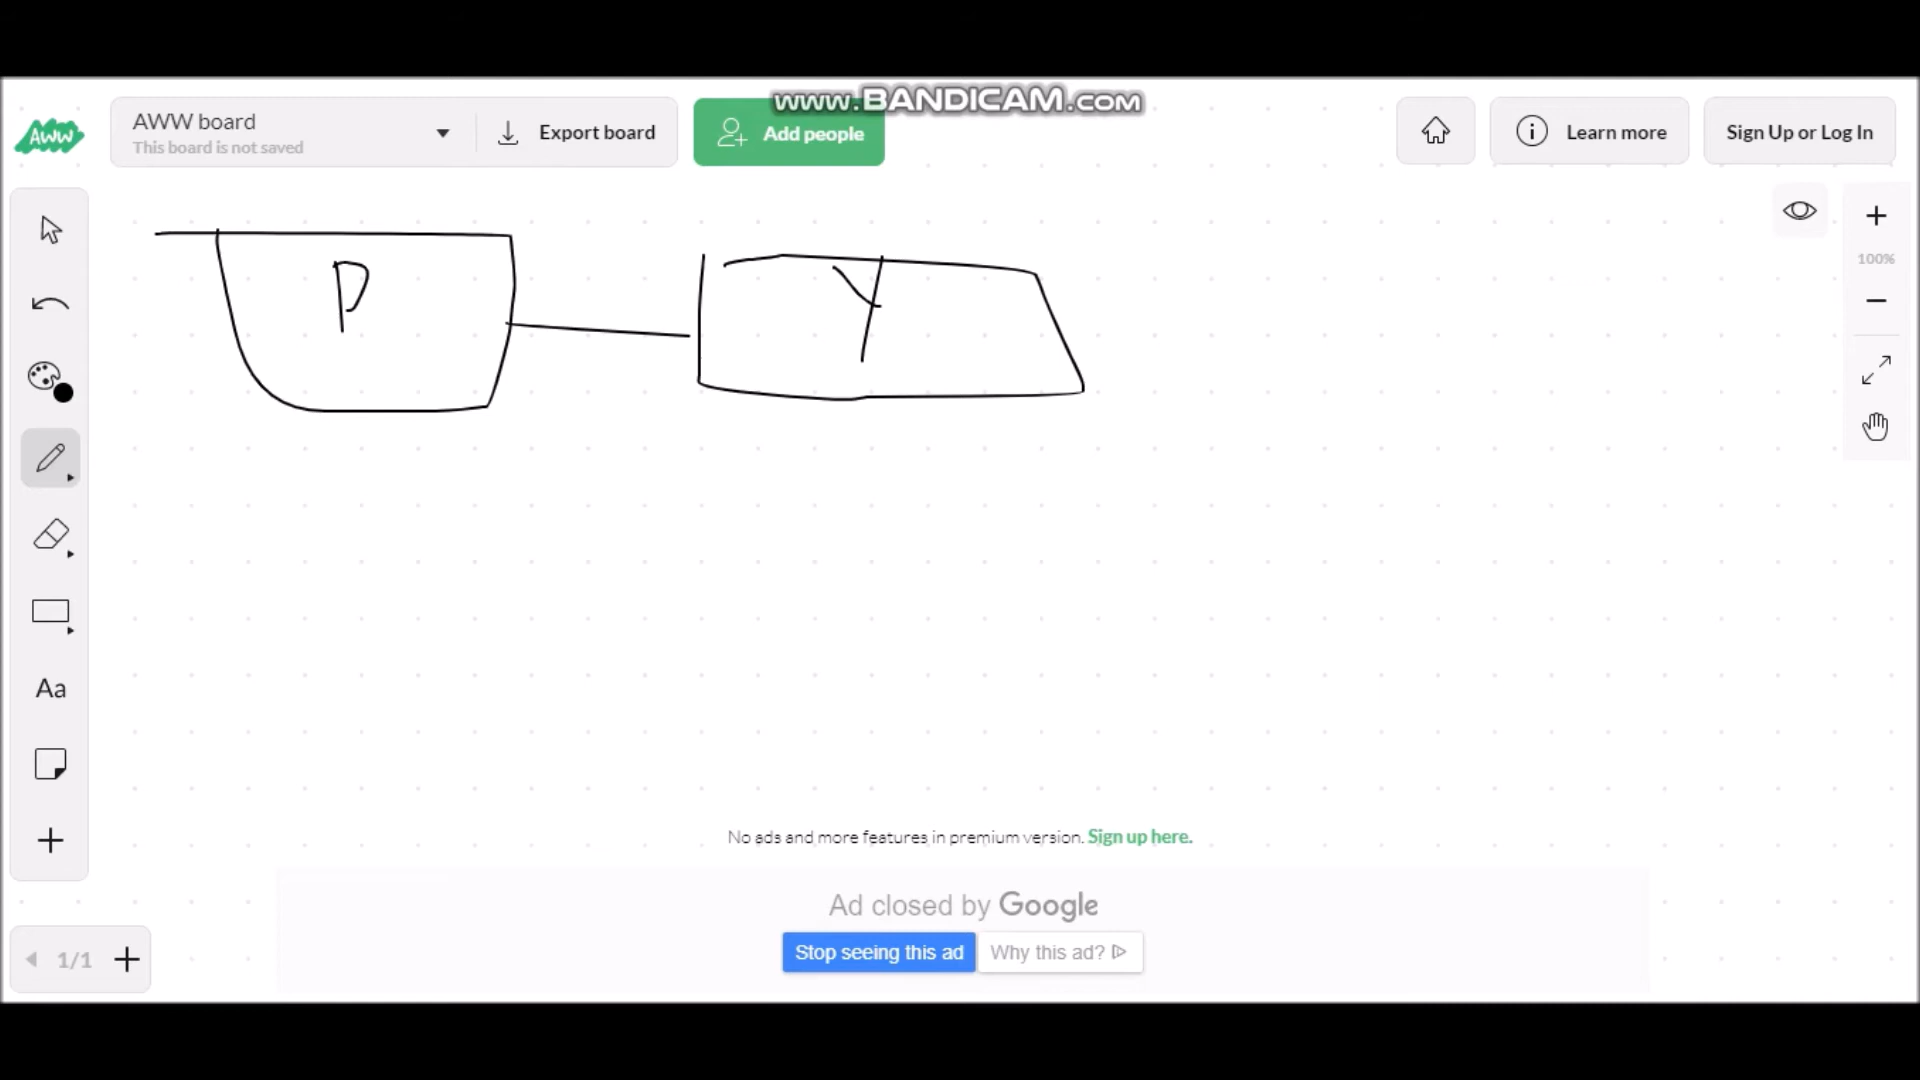 www.BANDICAM.com
AWW
AWW board
This board is not saved
Export board
Add people
Learn more
Sign Up or Log In
100%
P
Y
Aa
No ads and more features in premium version. Sign up here.
Ad closed by Google
Stop seeing this ad
Why this ad?
1/1